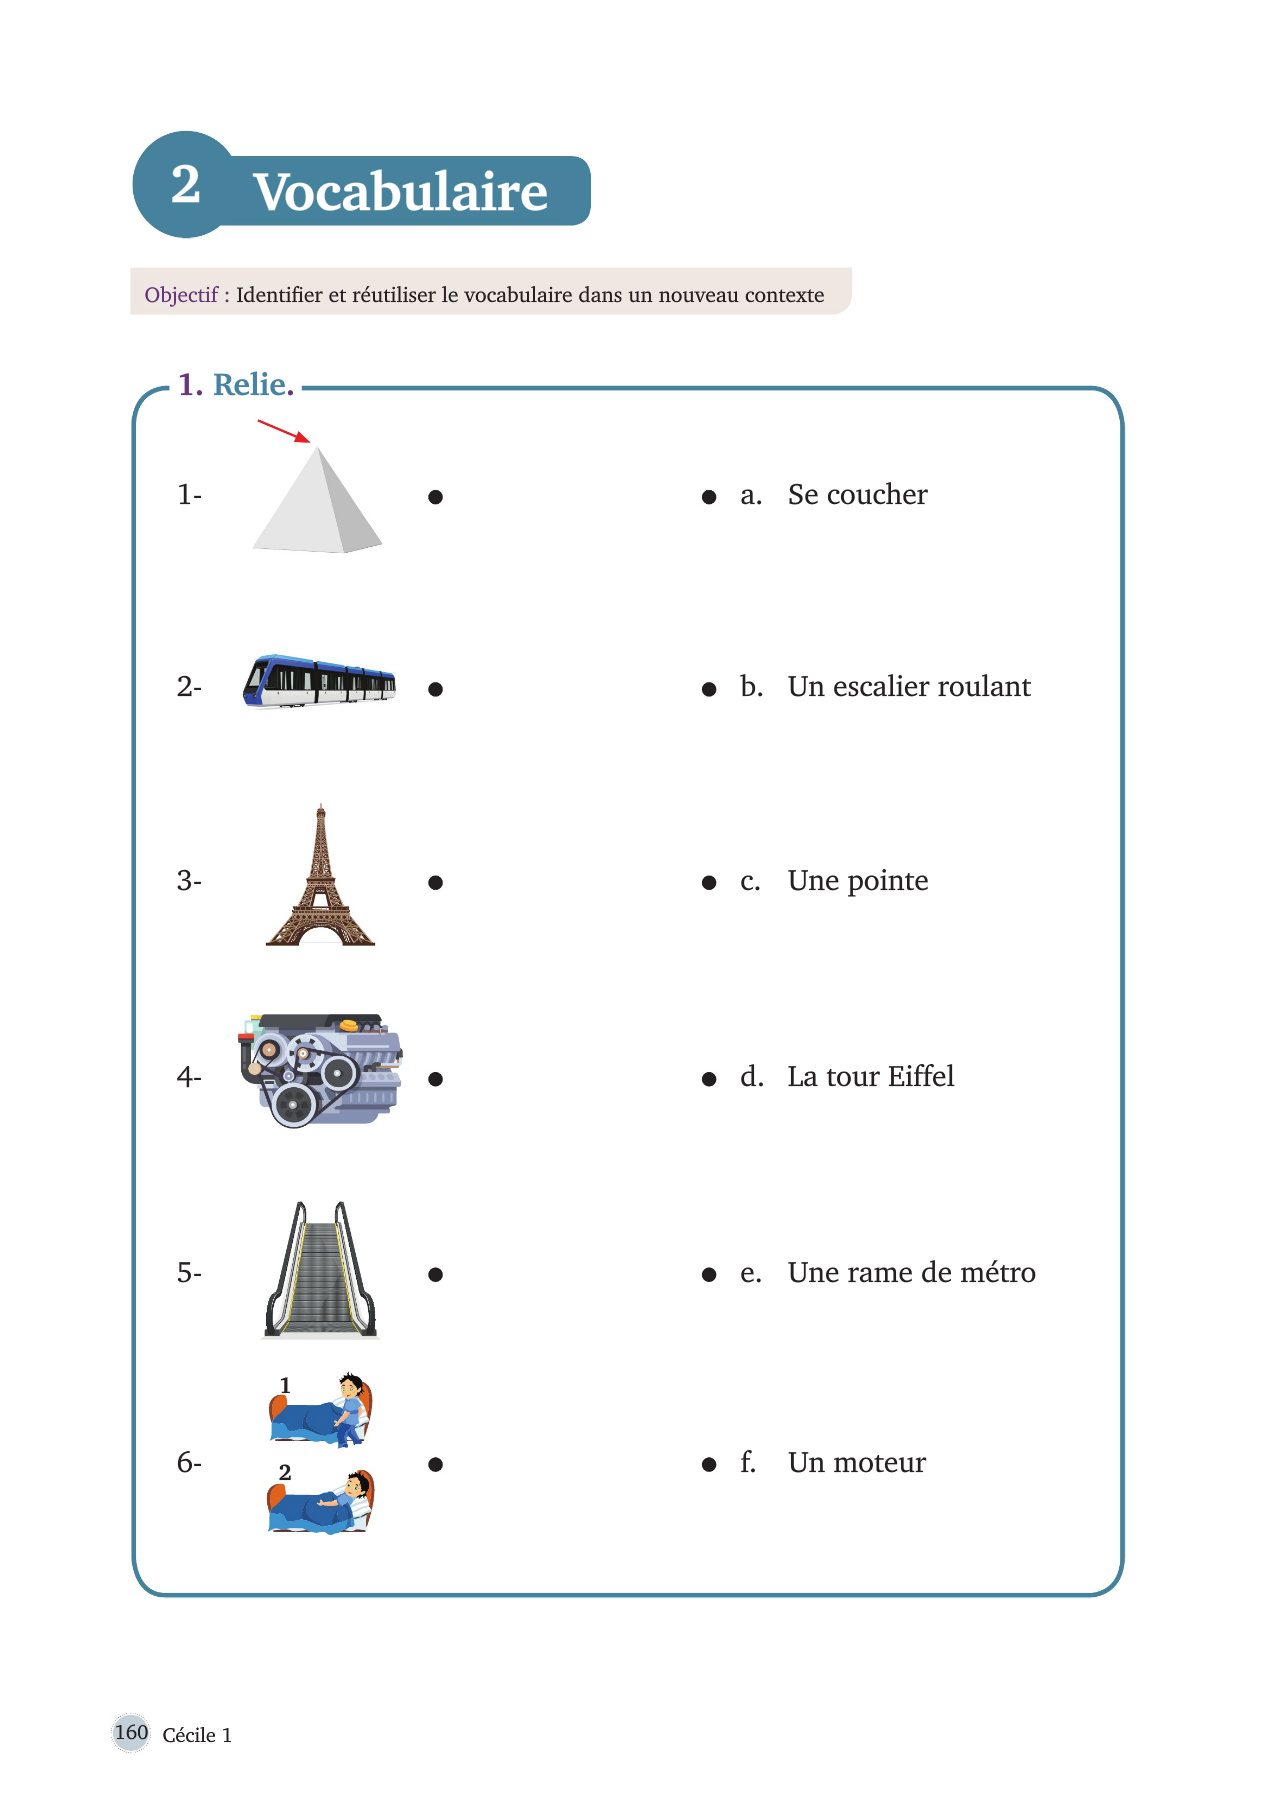 2 Vocabulaire
Objectif : Identifier et réutiliser le vocabulaire dans un nouveau contexte
1. Relie.
1- a. Se coucher
2- b. Un escalier roulant
3- c. Une pointe
4- d. La tour Eiffel
5- e. Une rame de métro
1
6- f. Un moteur
2
160 Cécile 1